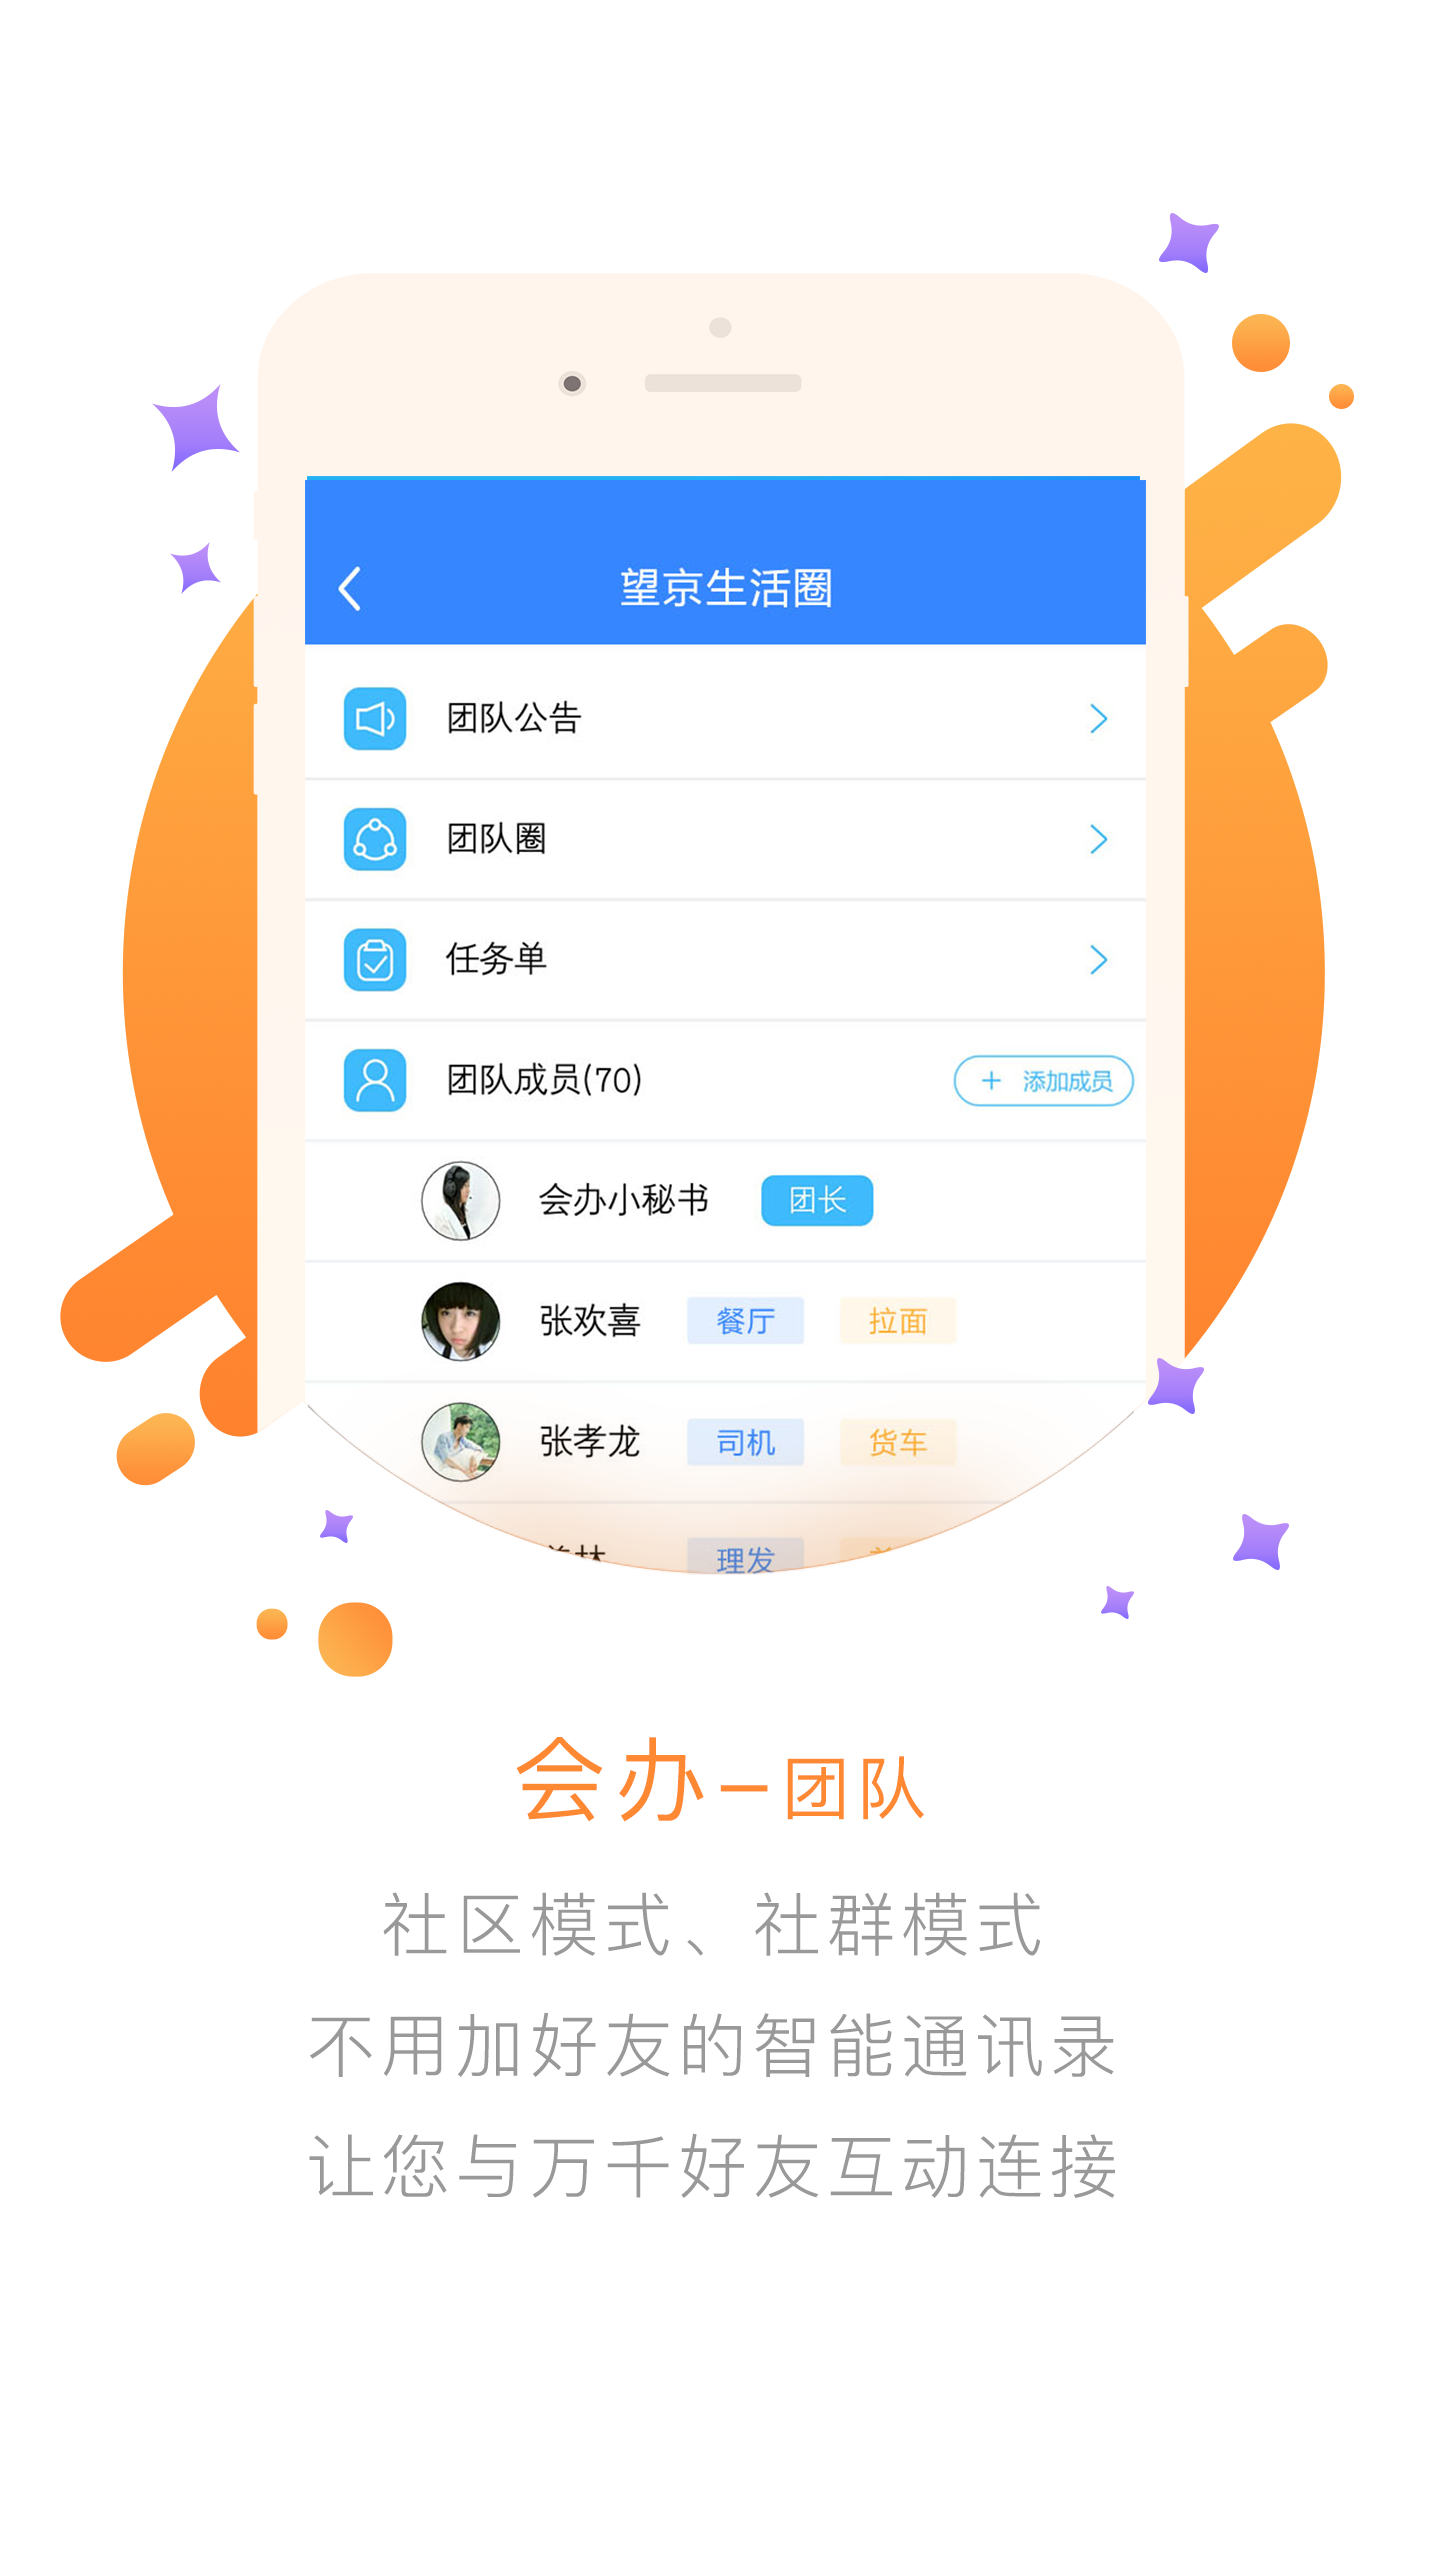 望京生活圈
团队公告
团队圈
任务单
团队成员(70)
+ 添加成员
会办小秘书 团长
张欢喜 餐厅 拉面
张孝龙 司机 货车
理发
会办-团队
社区模式、社群模式
不用加好友的智能通讯录
让您与万千好友互动连接